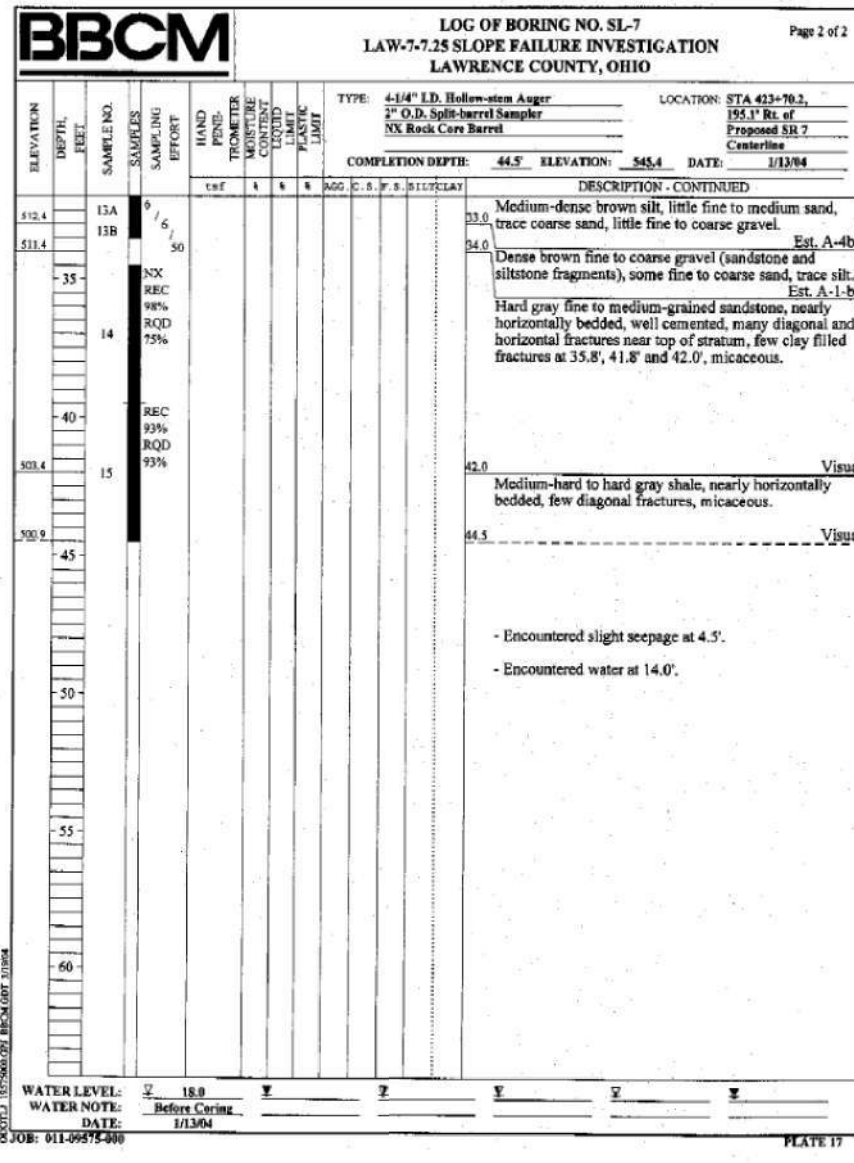 BBCM
LOG OF BORING NO. SL-7
LAW-7-7.25 SLOPE FAILURE INVESTIGATION
LAWRENCE COUNTY, OHIO
Page 2 of 2
ELEVATION
DEPTH, FEET
SAMPLE NO.
SAMPLES
SAMPLING EFFORT
HAND PENE-TROMETER
MOISTURE CONTENT
LIQUID LIMIT
PLASTIC LIMIT
TYPE: 4-1/4" I.D. Hollow-stem Auger
2" O.D. Split-barrel Sampler
NX Rock Core Barrel
LOCATION: STA 423+70.2,
195.1' Rt. of
Proposed SR 7
Centerline
COMPLETION DEPTH: 44.5' ELEVATION: 545.4 DATE: 1/13/04
tsf % % % AGG. C.S. F.S. SILT CLAY
DESCRIPTION - CONTINUED
512.4
511.4
503.4
500.9
35
40
45
50
55
60
13A
13B
14
15
6/6/50
NX
REC
98%
RQD
75%
REC
93%
RQD
93%
Medium-dense brown silt, little fine to medium sand,
33.0 trace coarse sand, little fine to coarse gravel.
Est. A-4b
34.0 Dense brown fine to coarse gravel (sandstone and
siltstone fragments), some fine to coarse sand, trace silt.
Est. A-1-b
Hard gray fine to medium-grained sandstone, nearly
horizontally bedded, well cemented, many diagonal and
horizontal fractures near top of stratum, few clay filled
fractures at 35.8', 41.8' and 42.0', micaceous.
42.0 Visua
Medium-hard to hard gray shale, nearly horizontally
bedded, few diagonal fractures, micaceous.
44.5 Visua
- Encountered slight seepage at 4.5'.
- Encountered water at 14.0'.
WATER LEVEL: 18.0
WATER NOTE: Before Coring
DATE: 1/13/04
JOB: 011-09575-000
PLATE 17